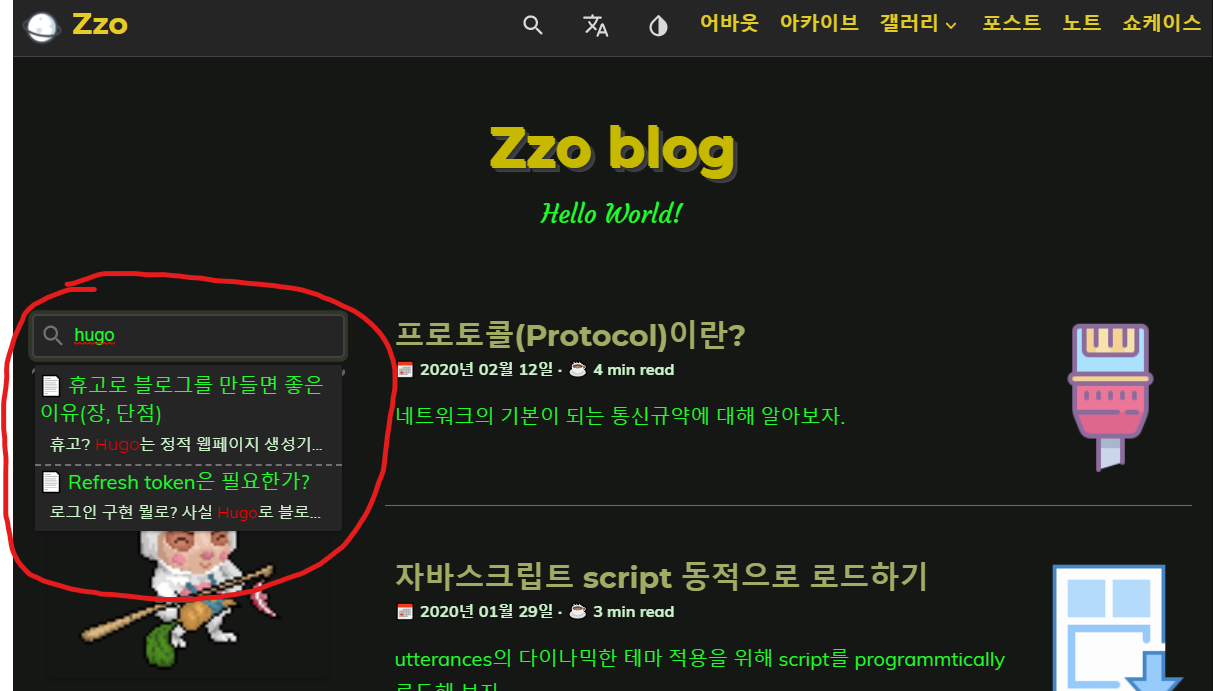 Zzo
어바웃 아카이브 갤러리 포스트 노트 쇼케이스
Zzo blog
Hello World!
hugo
휴고로 블로그를 만들면 좋은
이유(장, 단점)
휴고? Hugo는 정적 웹페이지 생성기...
Refresh token은 필요한가?
로그인 구현 뭘로? 사실 Hugo로 블로...
프로토콜(Protocol)이란?
2020년 02월 12일 · 4 min read
네트워크의 기본이 되는 통신규약에 대해 알아보자.
자바스크립트 script 동적으로 로드하기
2020년 01월 29일 · 3 min read
utterances의 다이나믹한 테마 적용을 위해 script를 programmtically
로드해 보자